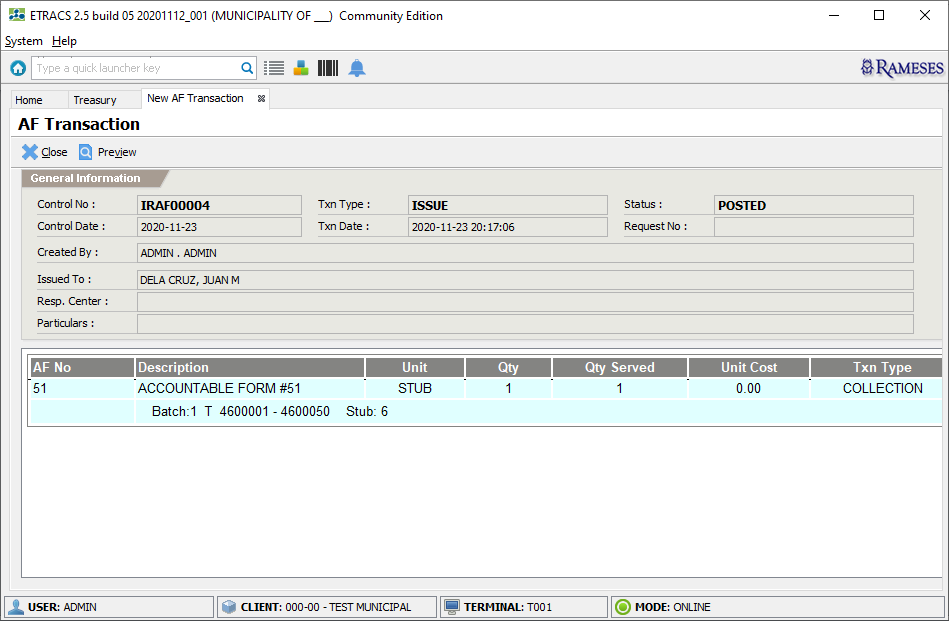 ETRACS 2.5 build 05 20201112_001 (MUNICIPALITY OF ___) Community Edition
System Help
Type a quick launcher key
RAMESES
Home Treasury New AF Transaction
AF Transaction
Close Preview
General Information
Control No : IRAF00004 Txn Type : ISSUE Status : POSTED
Control Date : 2020-11-23 Txn Date : 2020-11-23 20:17:06 Request No :
Created By : ADMIN . ADMIN
Issued To : DELA CRUZ, JUAN M
Resp. Center :
Particulars :
AF No Description Unit Qty Qty Served Unit Cost Txn Type
51 ACCOUNTABLE FORM #51 STUB 1 1 0.00 COLLECTION
Batch:1 T 4600001 - 4600050 Stub: 6
USER: ADMIN CLIENT: 000-00 - TEST MUNICIPAL TERMINAL: T001 MODE: ONLINE